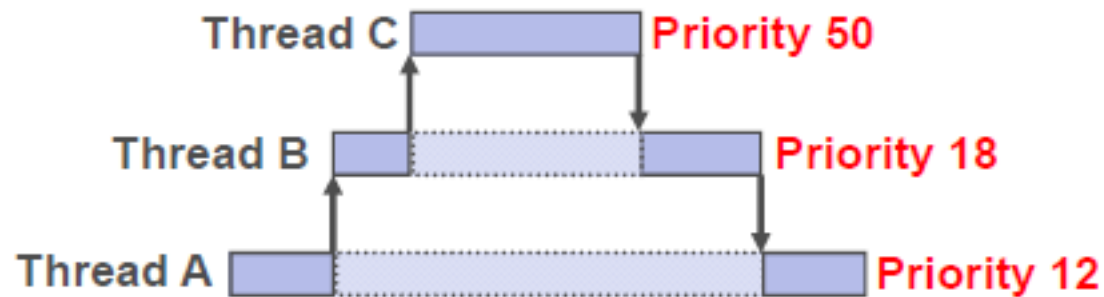 Thread C Priority 50
Thread B Priority 18
Thread A Priority 12